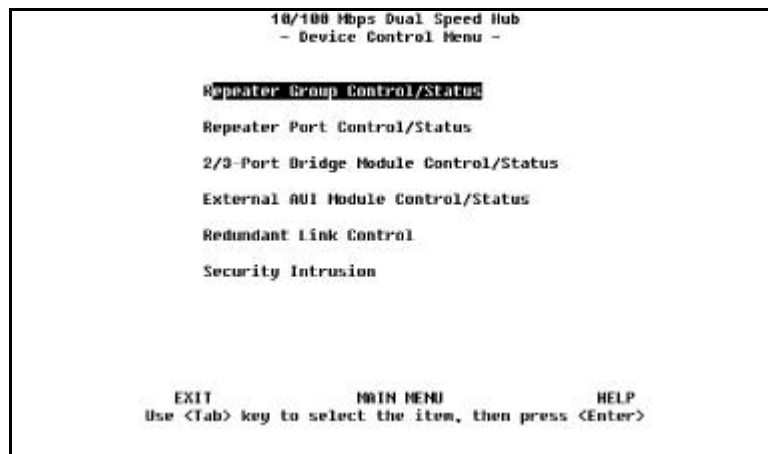 10/100 Mbps Dual Speed Hub
- Device Control Menu -
Repeater Group Control/Status
Repeater Port Control/Status
2/3-Port Bridge Module Control/Status
External AUI Module Control/Status
Redundant Link Control
Security Intrusion
EXIT MAIN MENU HELP
Use <Tab> key to select the item, then press <Enter>